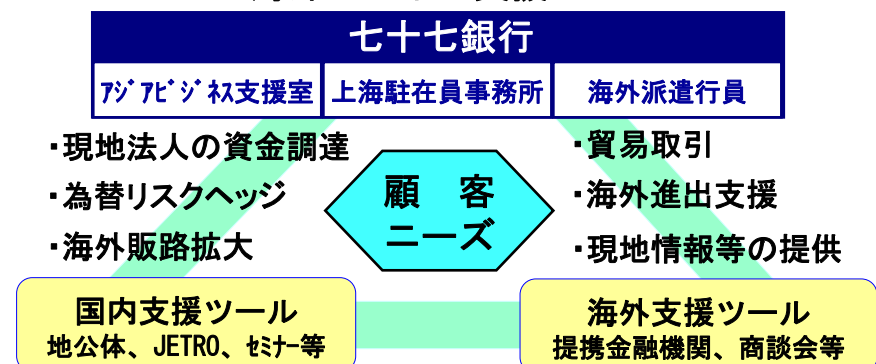 七十七銀行
ｱｼﾞｱﾋﾞｼﾞﾈｽ支援室
上海駐在員事務所
海外派遣行員
・現地法人の資金調達
・為替リスクヘッジ
・海外販路拡大
顧　客
ニーズ
・貿易取引
・海外進出支援
・現地情報等の提供
国内支援ツール
地公体、JETRO、ｾﾐﾅｰ等
海外支援ツール
提携金融機関、商談会等